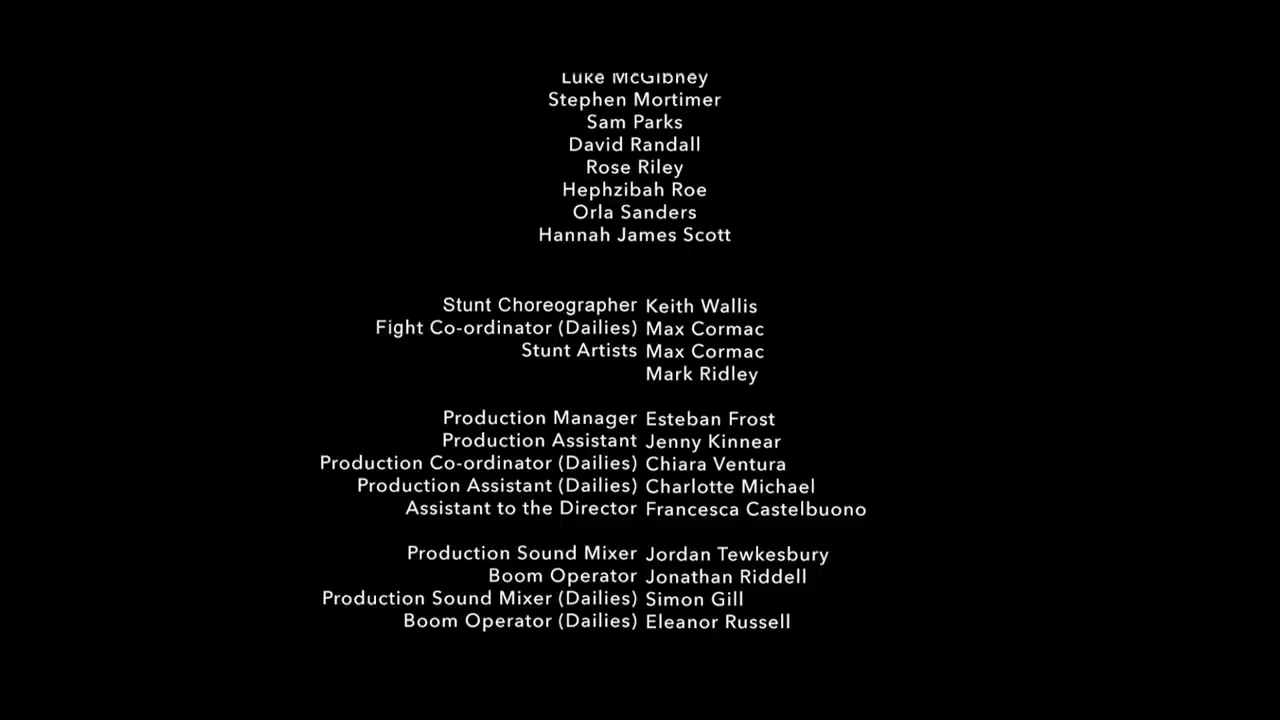 Luke McGibney
Stephen Mortimer
Sam Parks
David Randall
Rose Riley
Hephzibah Roe
Orla Sanders
Hannah James Scott
Stunt Choreographer Keith Wallis
Fight Co-ordinator (Dailies) Max Cormac
Stunt Artists Max Cormac
Mark Ridley
Production Manager Esteban Frost
Production Assistant Jenny Kinnear
Production Co-ordinator (Dailies) Chiara Ventura
Production Assistant (Dailies) Charlotte Michael
Assistant to the Director Francesca Castelbuono
Production Sound Mixer Jordan Tewkesbury
Boom Operator Jonathan Riddell
Production Sound Mixer (Dailies) Simon Gill
Boom Operator (Dailies) Eleanor Russell